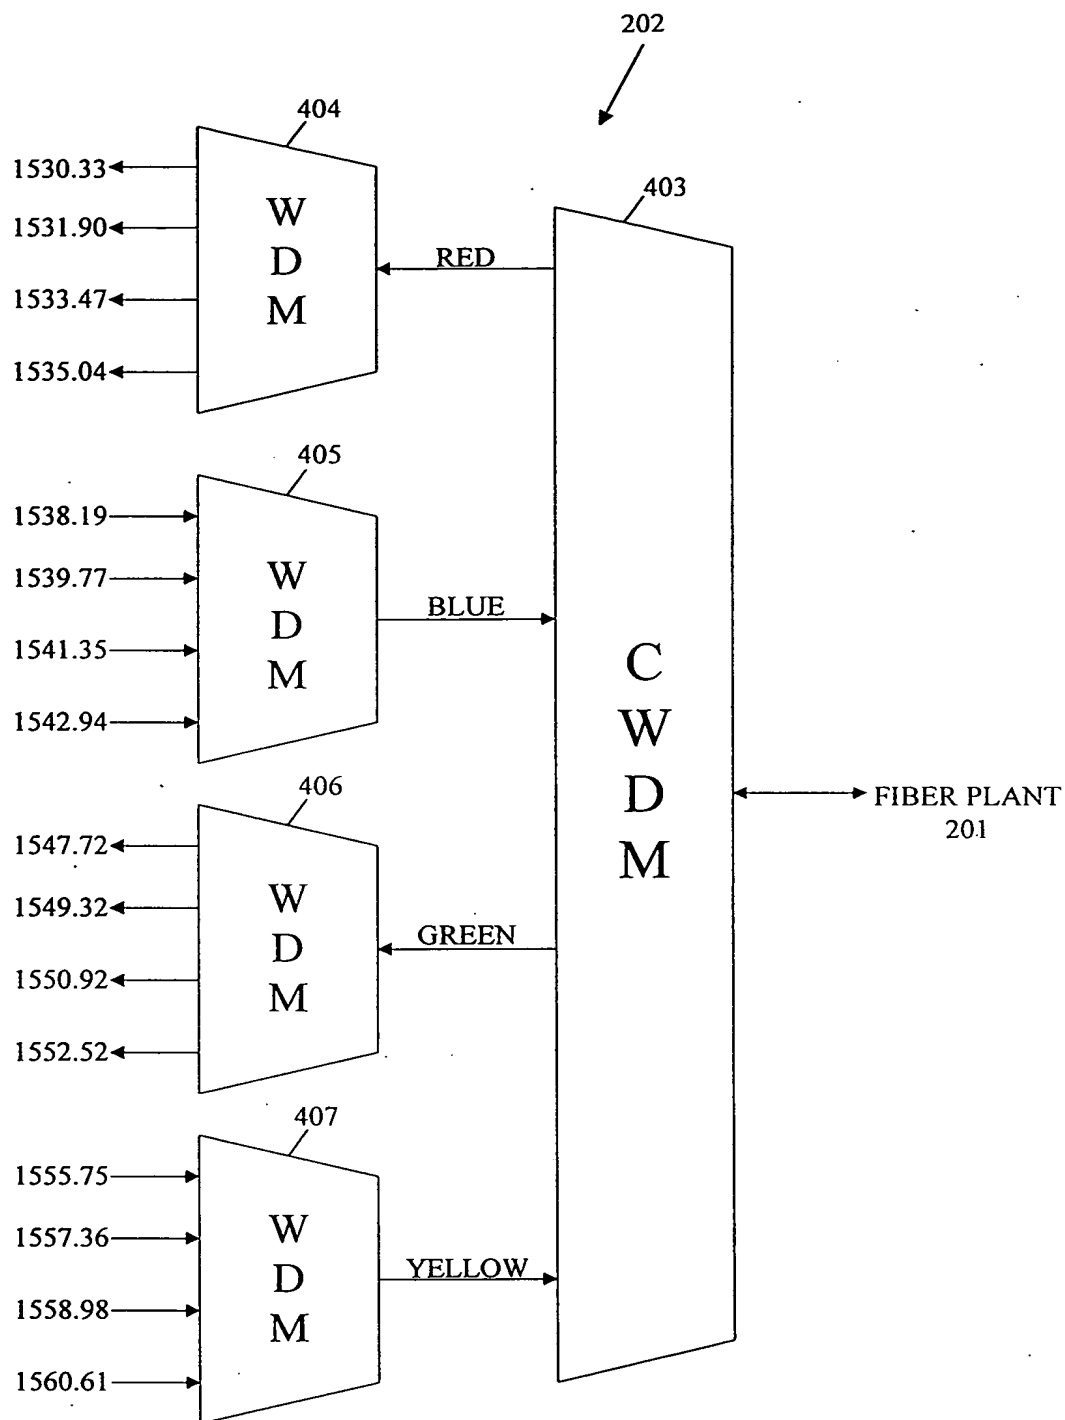 202
404
1530.33
1531.90
1533.47
1535.04
W
D
M
RED
403
405
1538.19
1539.77
1541.35
1542.94
W
D
M
BLUE
C
W
D
M
FIBER PLANT
201
406
1547.72
1549.32
1550.92
1552.52
W
D
M
GREEN
407
1555.75
1557.36
1558.98
1560.61
W
D
M
YELLOW